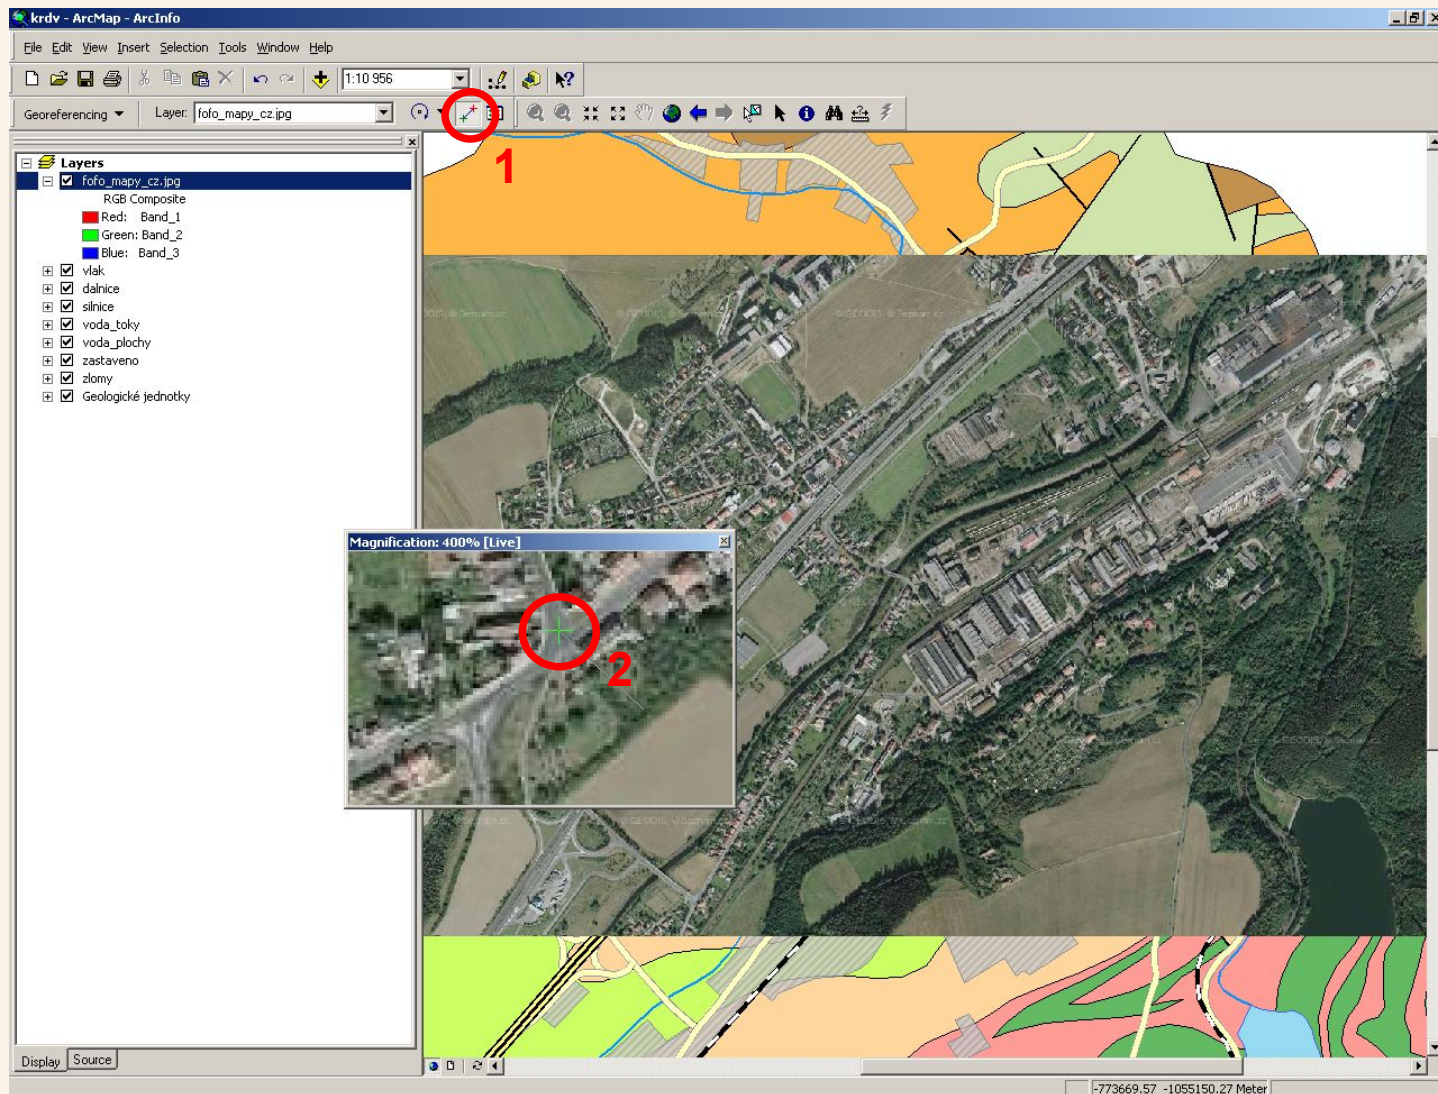 krdv - ArcMap - ArcInfo
File Edit View Insert Selection Tools Window Help
1:10 956
Georeferencing Layer: fofo_mapy_cz.jpg
1
Layers
fofo_mapy_cz.jpg
RGB Composite
Red: Band_1
Green: Band_2
Blue: Band_3
vlak
dalnice
silnice
voda_toky
voda_plochy
zastaveno
zlomy
Geologické jednotky
Magnification: 400% [Live]
2
Display Source
-773669.57 -1055150.27 Meter